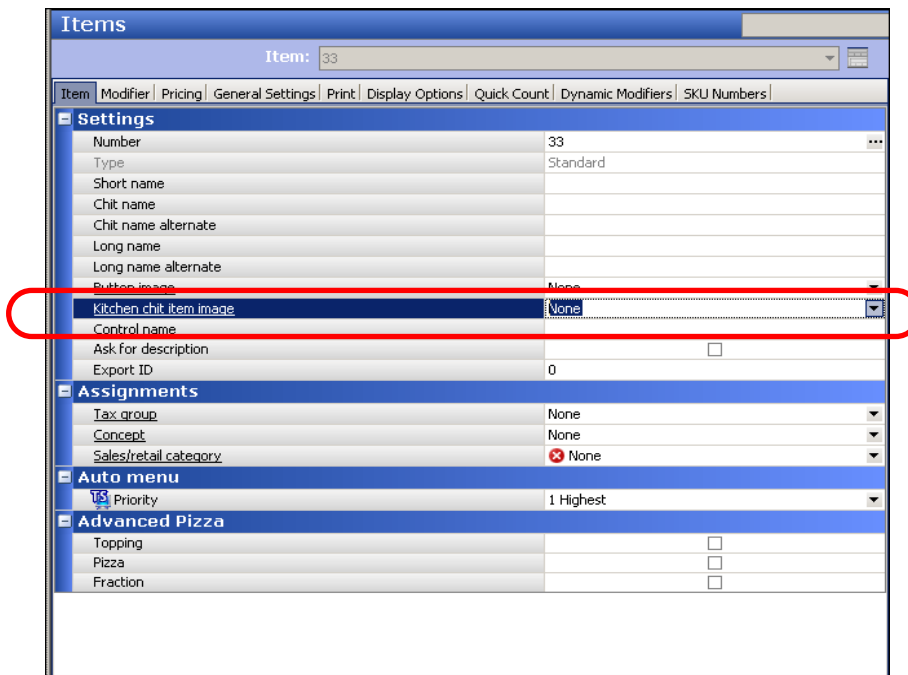 Items
Item: 33
Item Modifier Pricing General Settings Print Display Options Quick Count Dynamic Modifiers SKU Numbers
Settings
Number 33 ...
Type Standard
Short name
Chit name
Chit name alternate
Long name
Long name alternate
Button image None
Kitchen chit item image None
Control name
Ask for description
Export ID 0
Assignments
Tax group None
Concept None
Sales/retail category None
Auto menu
TS Priority 1 Highest
Advanced Pizza
Topping
Pizza
Fraction